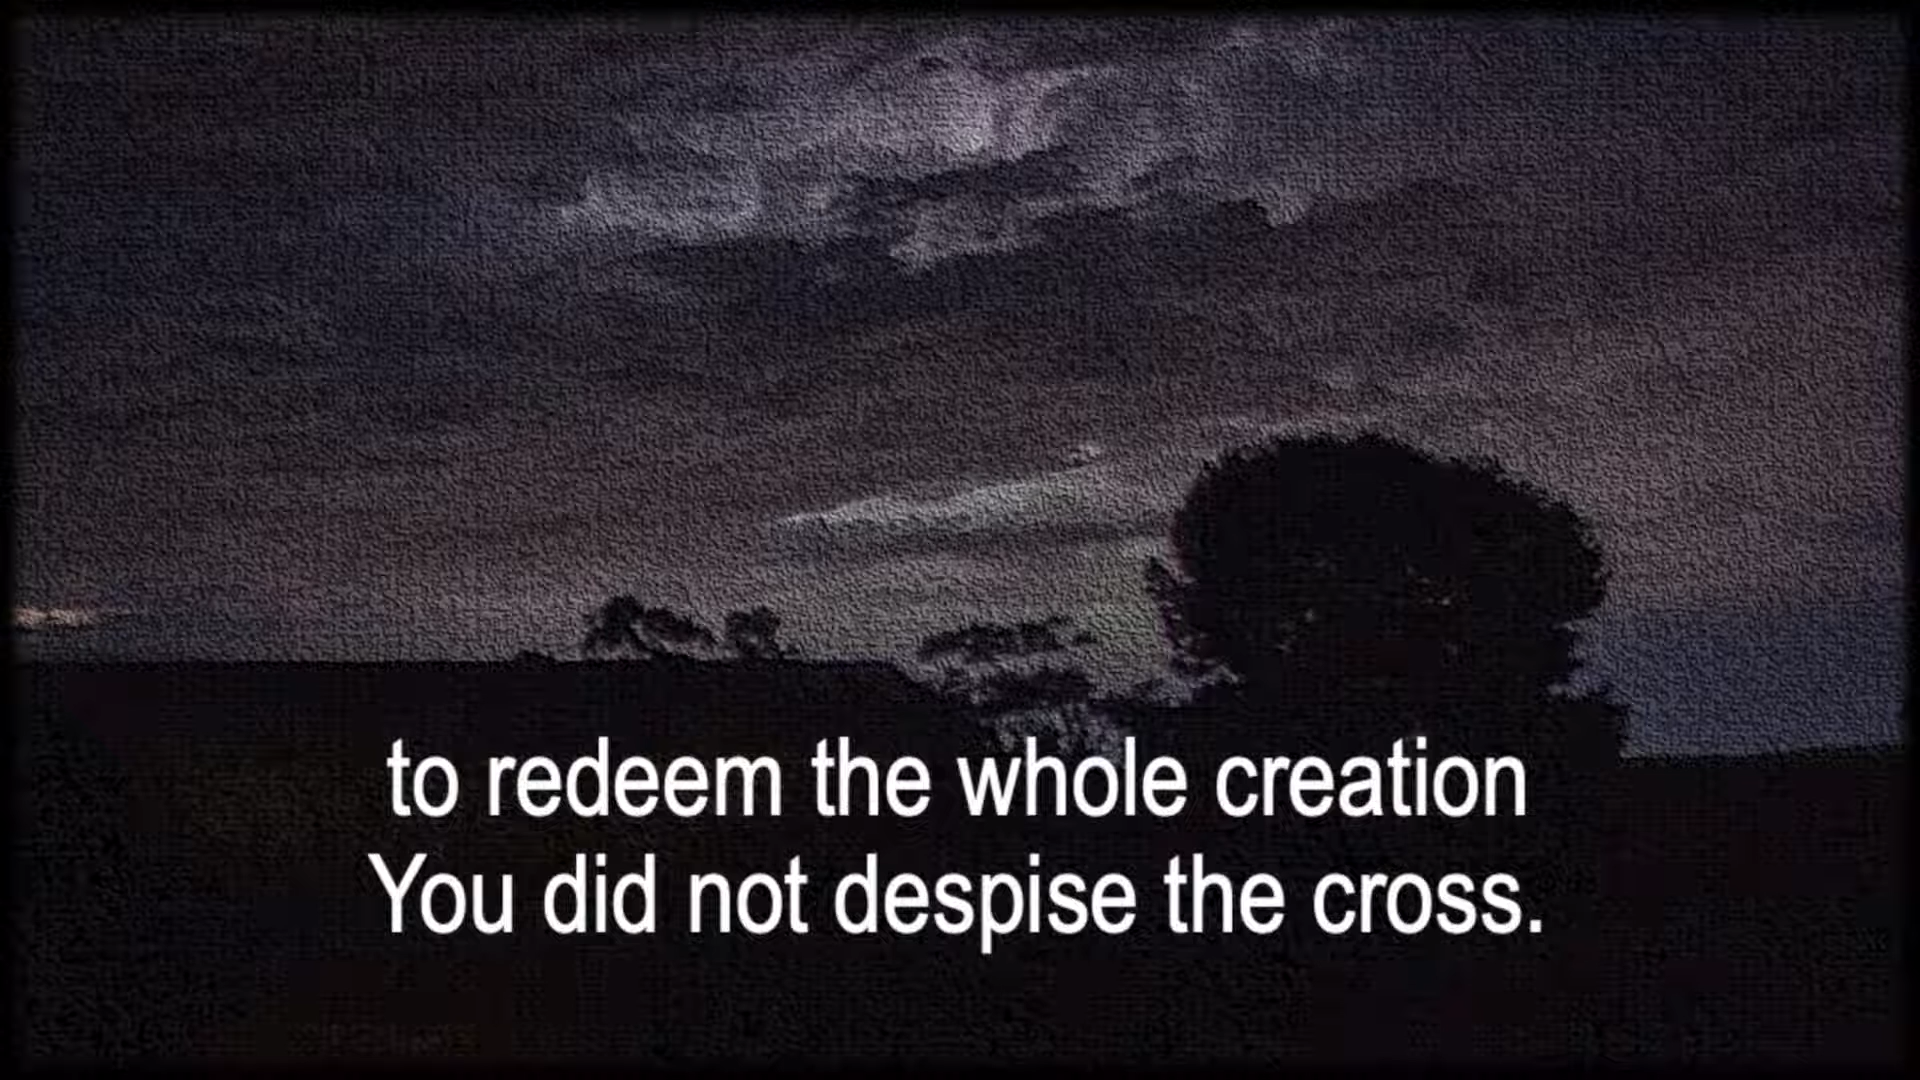 to redeem the whole creation
You did not despise the cross.